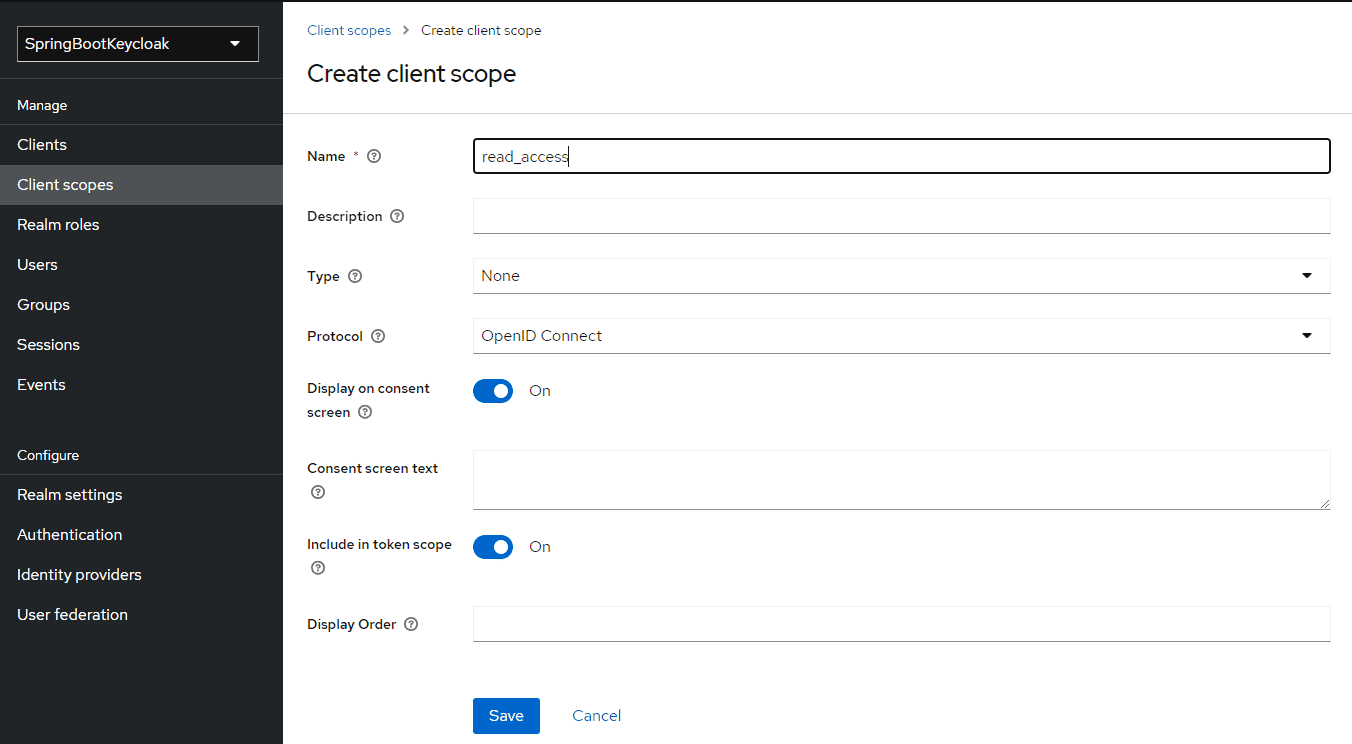 SpringBootKeycloak
Manage
Clients
Client scopes
Realm roles
Users
Groups
Sessions
Events
Configure
Realm settings
Authentication
Identity providers
User federation
Client scopes > Create client scope
Create client scope
Name * ?
read_access
Description ?
Type ?
None
Protocol ?
OpenID Connect
Display on consent
screen ?
On
Consent screen text
?
Include in token scope
?
On
Display Order ?
Save
Cancel